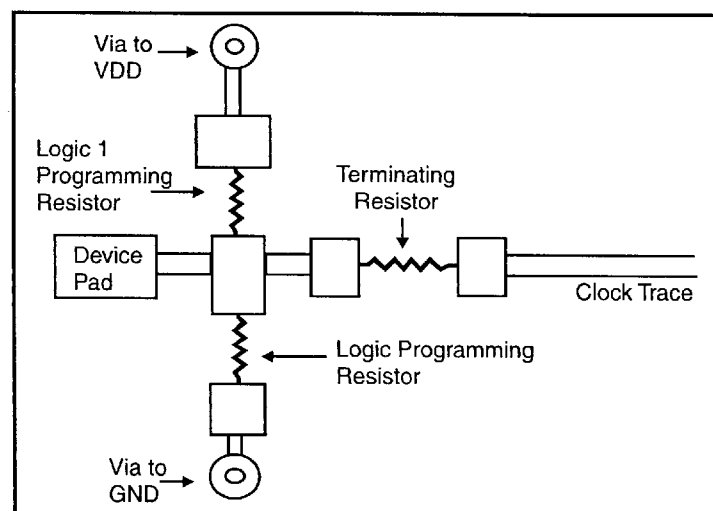 Via to
VDD
Logic 1
Programming
Resistor
Terminating
Resistor
Device
Pad
Clock Trace
Logic Programming
Resistor
Via to
GND